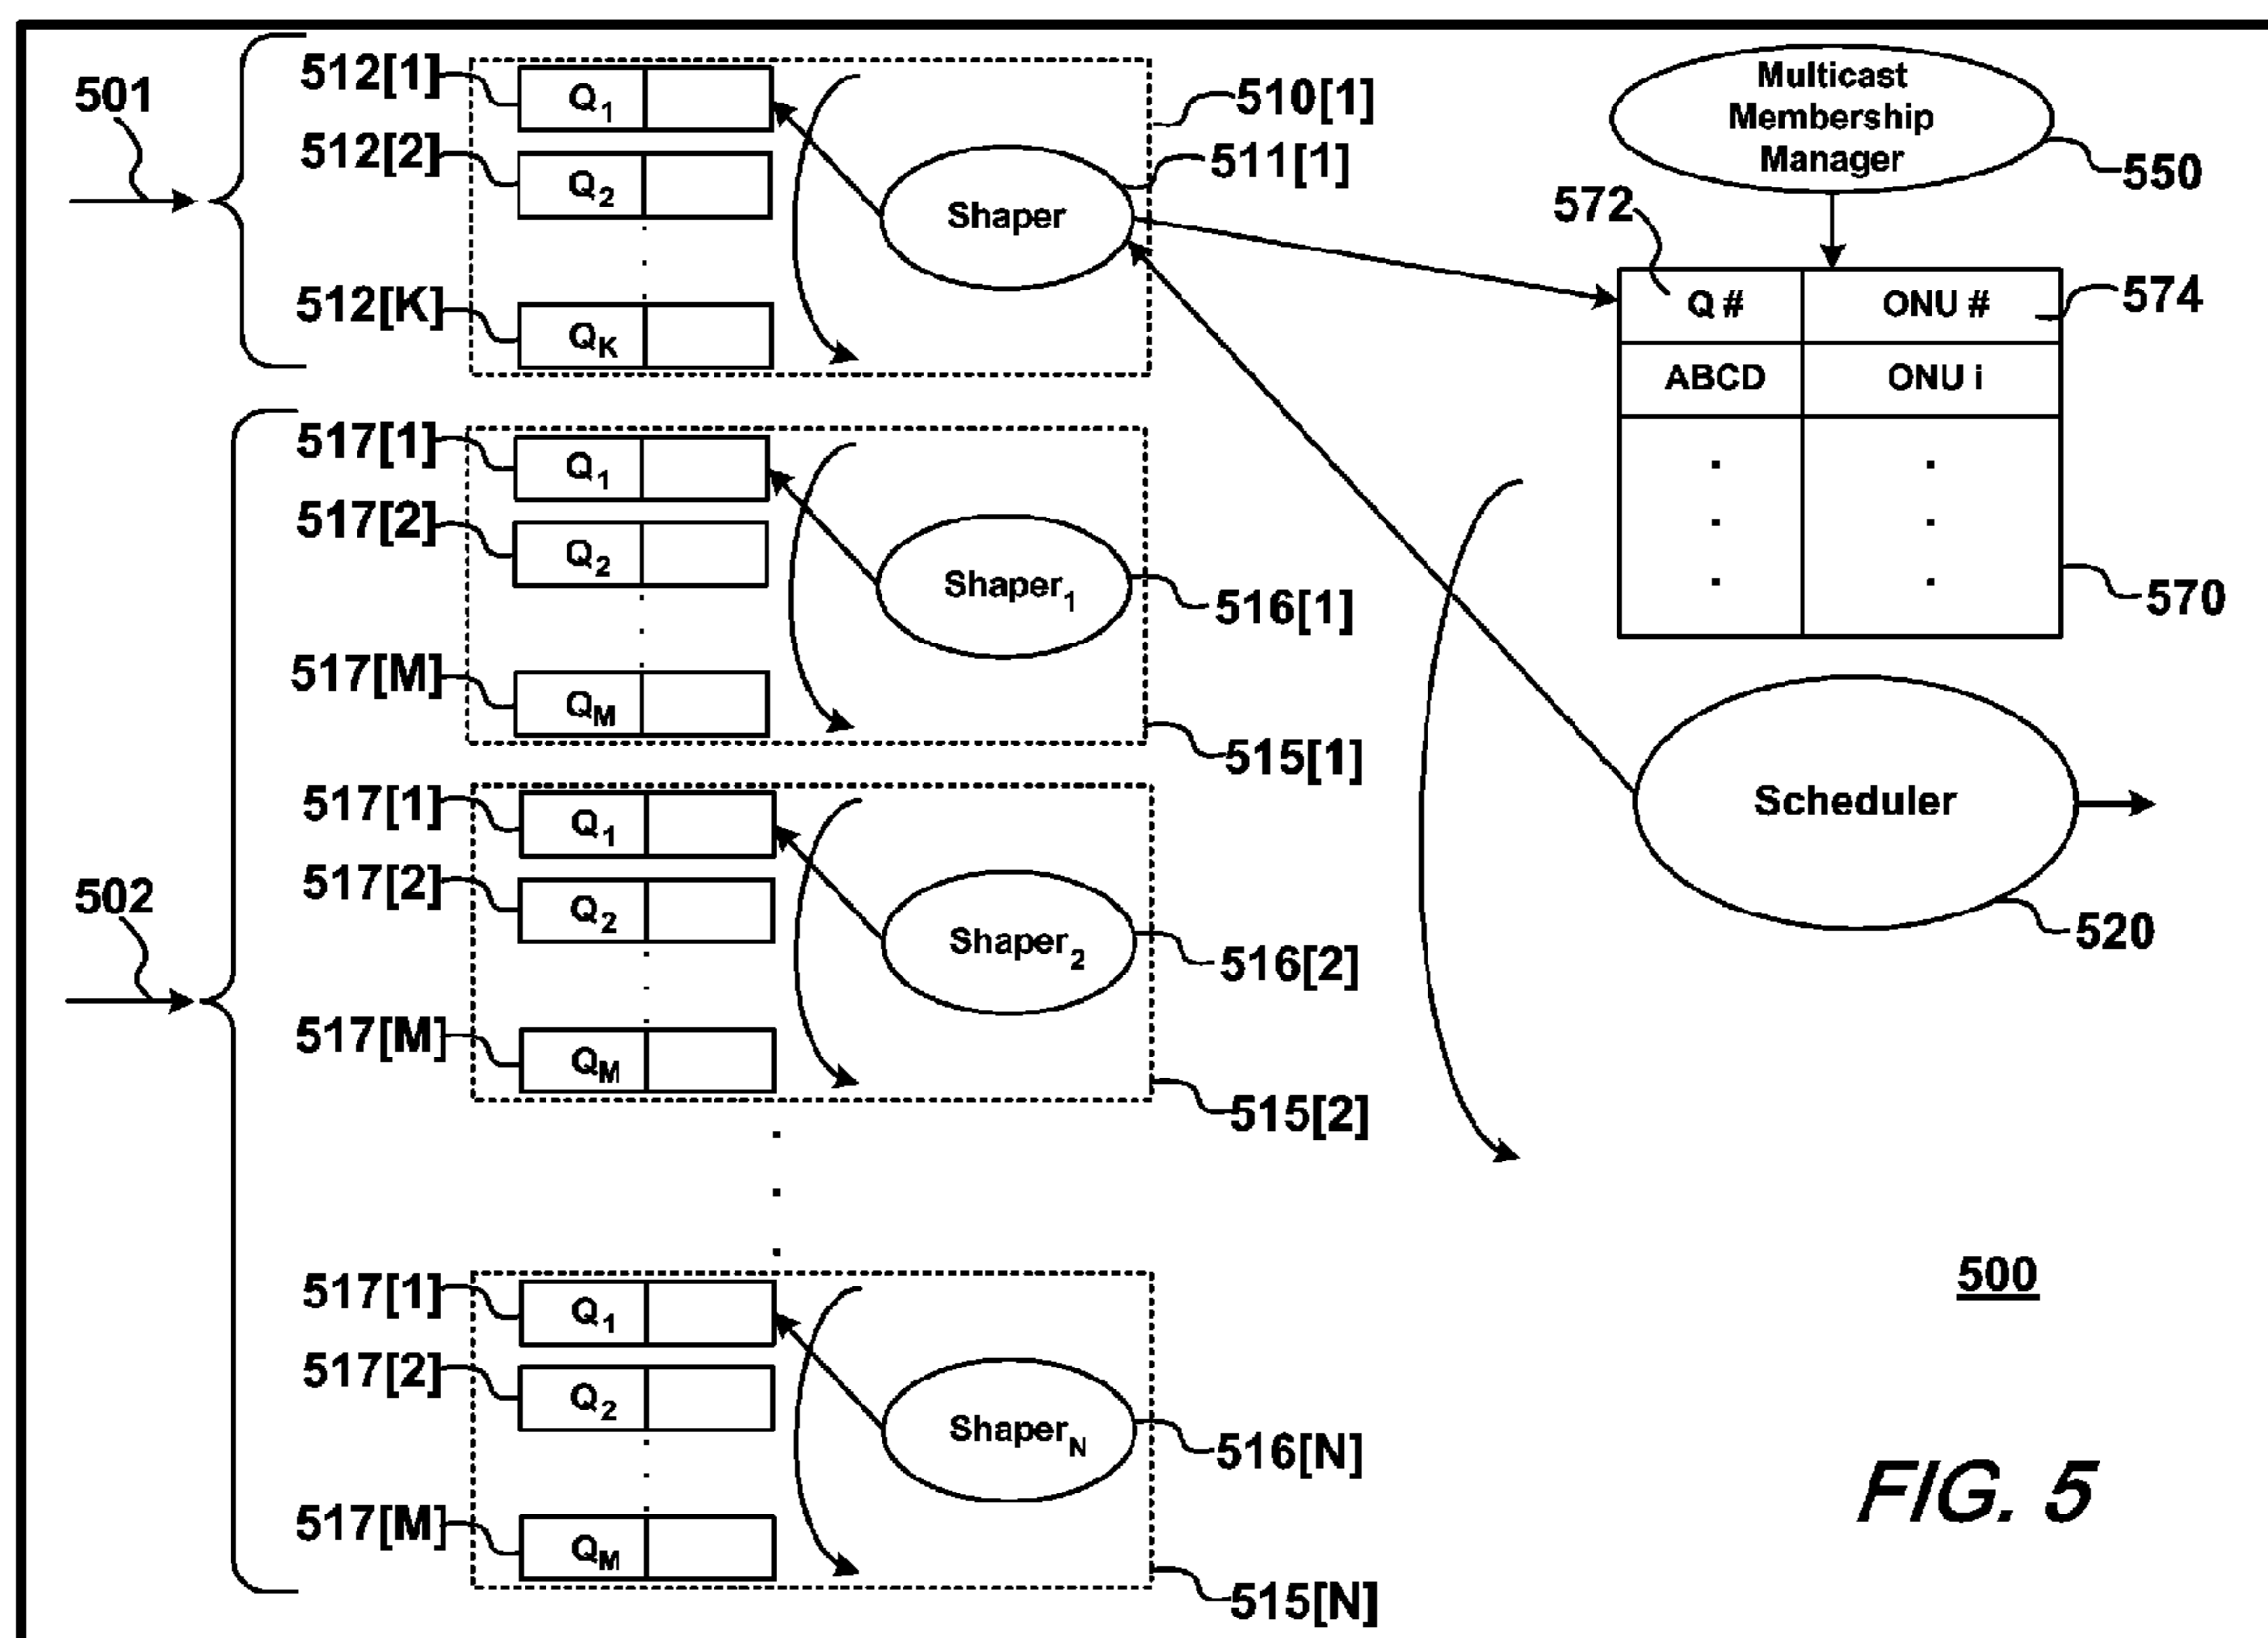 501
512[1]
Q1
512[2]
Q2
512[K]
QK
Shaper
510[1]
511[1]
Multicast
Membership
Manager
550
572
Q # ONU #
574
ABCD ONU i
570
517[1]
Q1
517[2]
Q2
517[M]
QM
Shaper1
516[1]
515[1]
Scheduler
520
502
517[1]
Q1
517[2]
Q2
517[M]
QM
Shaper2
516[2]
515[2]
517[1]
Q1
517[2]
Q2
517[M]
QM
ShaperN
516[N]
515[N]
500
FIG. 5